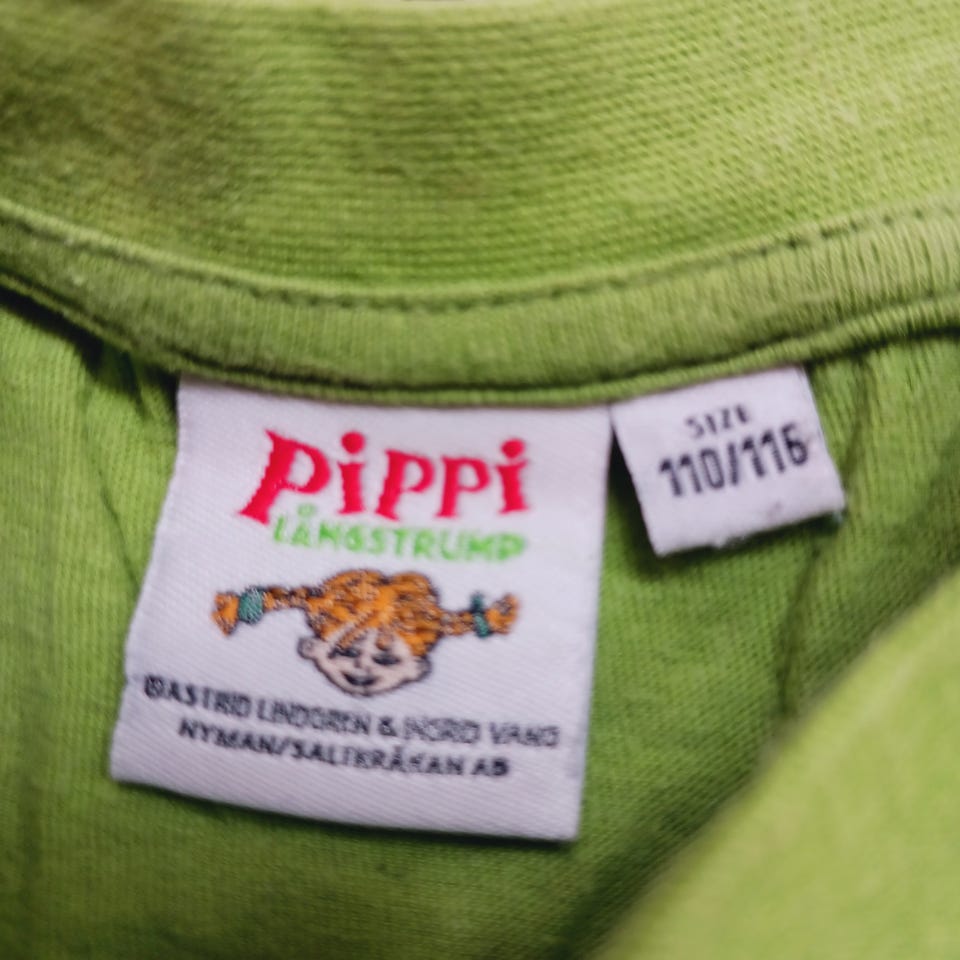 Pippi
LÅNGSTRUMP
©ASTRID LINDGREN & INGRID VANG
NYMAN/SALTKRÅKAN AB
SIZE
110/116